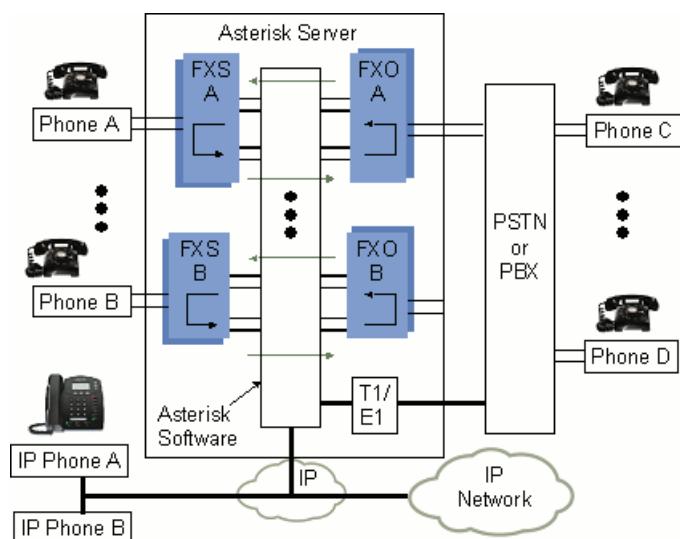 Asterisk Server
FXS
A
FXO
A
Phone A
Phone C
PSTN
or
PBX
FXS
B
FXO
B
Phone B
Phone D
T1/
E1
Asterisk
Software
IP Phone A
IP
IP
Network
IP Phone B